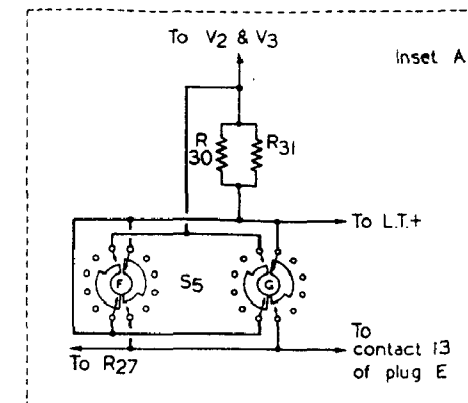 To V2 & V3
Inset A
R
30
R31
To L.T.+
F
S5
G
To
contact 13
of plug E
To R27